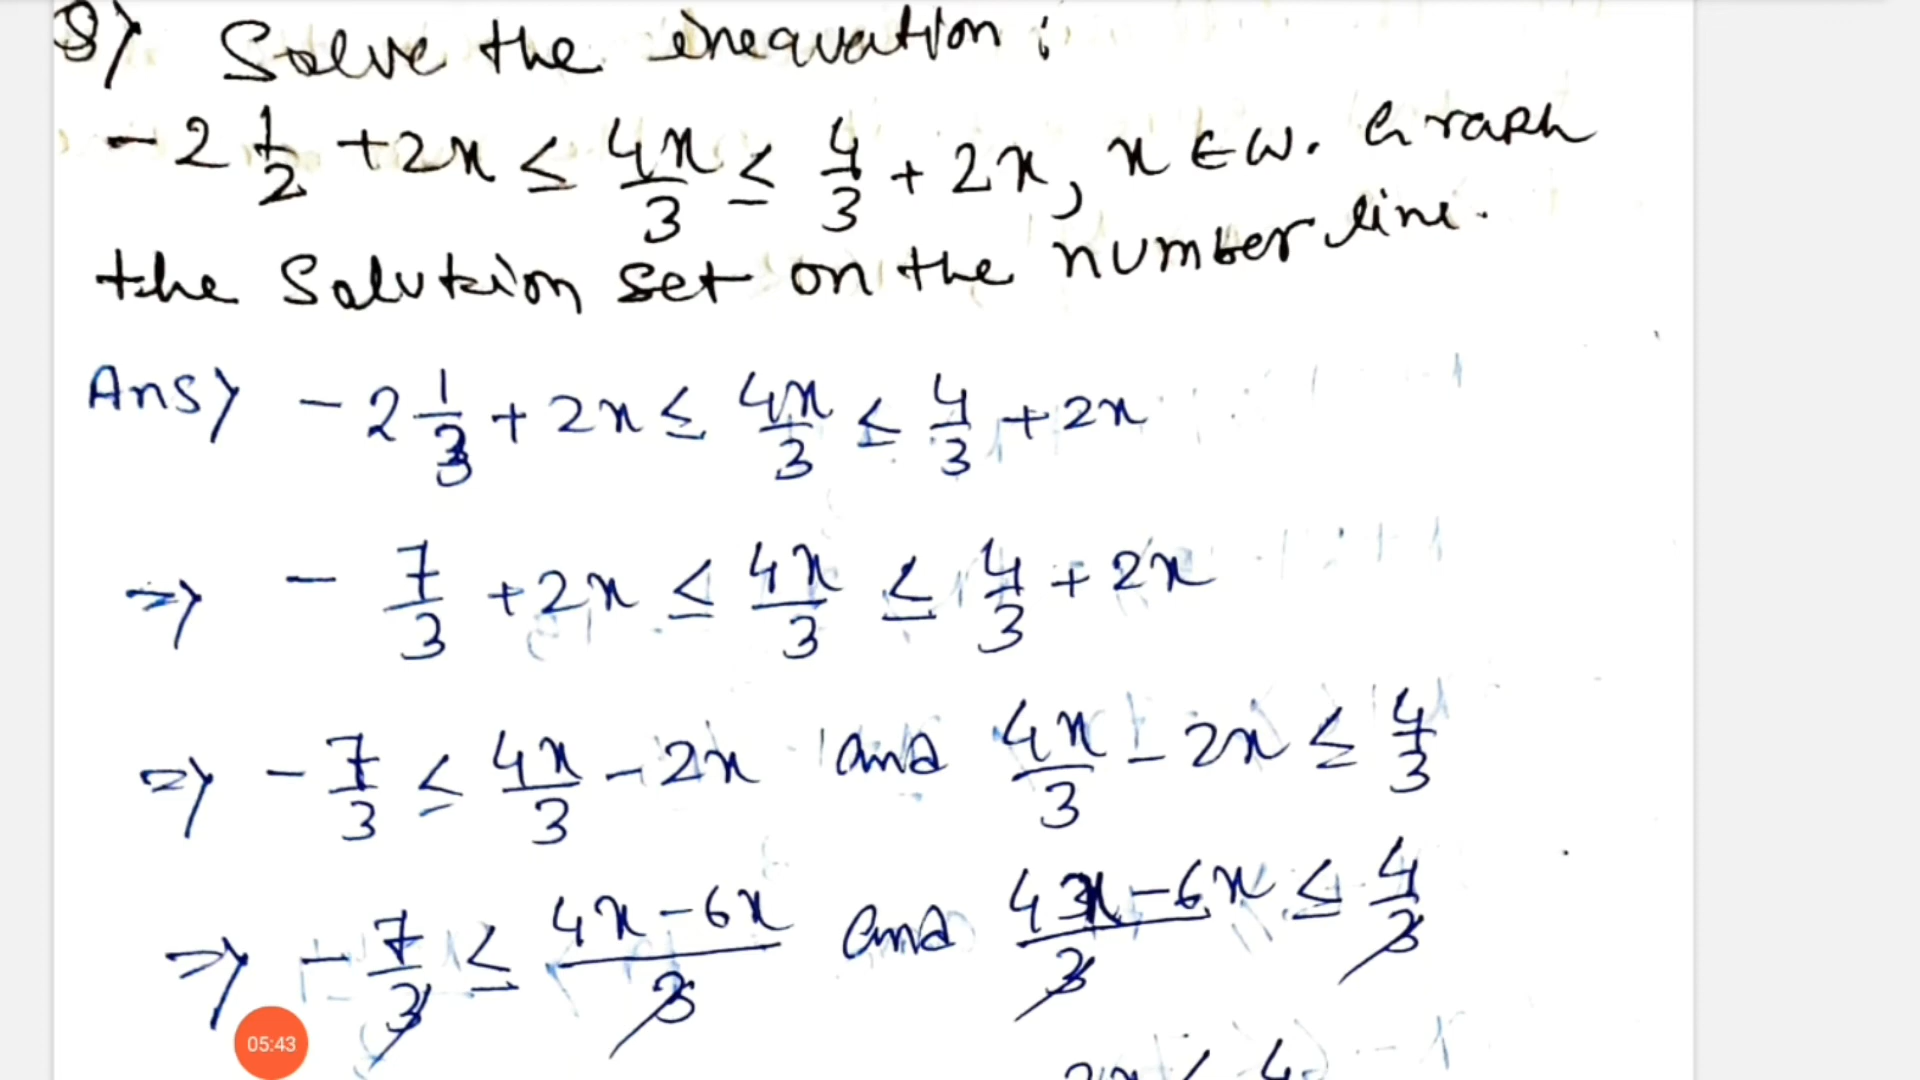 8) Solve the inequation :
-2 1/2 + 2x ≤ 4x/3 ≤ 4/3 + 2x, x ∈ W. Graph
the Solution set on the number line.
Ans) -2 1/3 + 2x ≤ 4x/3 ≤ 4/3 + 2x
=> - 7/3 + 2x ≤ 4x/3 ≤ 4/3 + 2x
=> - 7/3 ≤ 4x/3 - 2x and 4x/3 - 2x ≤ 4/3
=> - 7/3 ≤ (4x - 6x)/3 and (4x - 6x)/3 ≤ 4/3
05:43